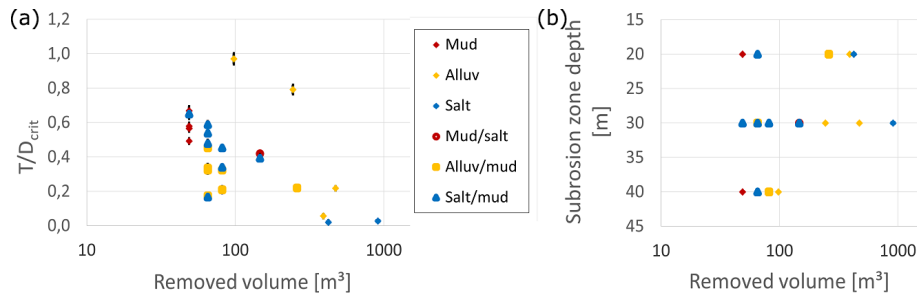 (a)
1,2
1,0
0,8
0,6
0,4
0,2
0,0
T/Dcrit
10
100
1000
Removed volume [m³]
Mud
Alluv
Salt
Mud/salt
Alluv/mud
Salt/mud
(b)
15
20
25
30
35
40
45
Subrosion zone depth
[m]
10
100
1000
Removed volume [m³]